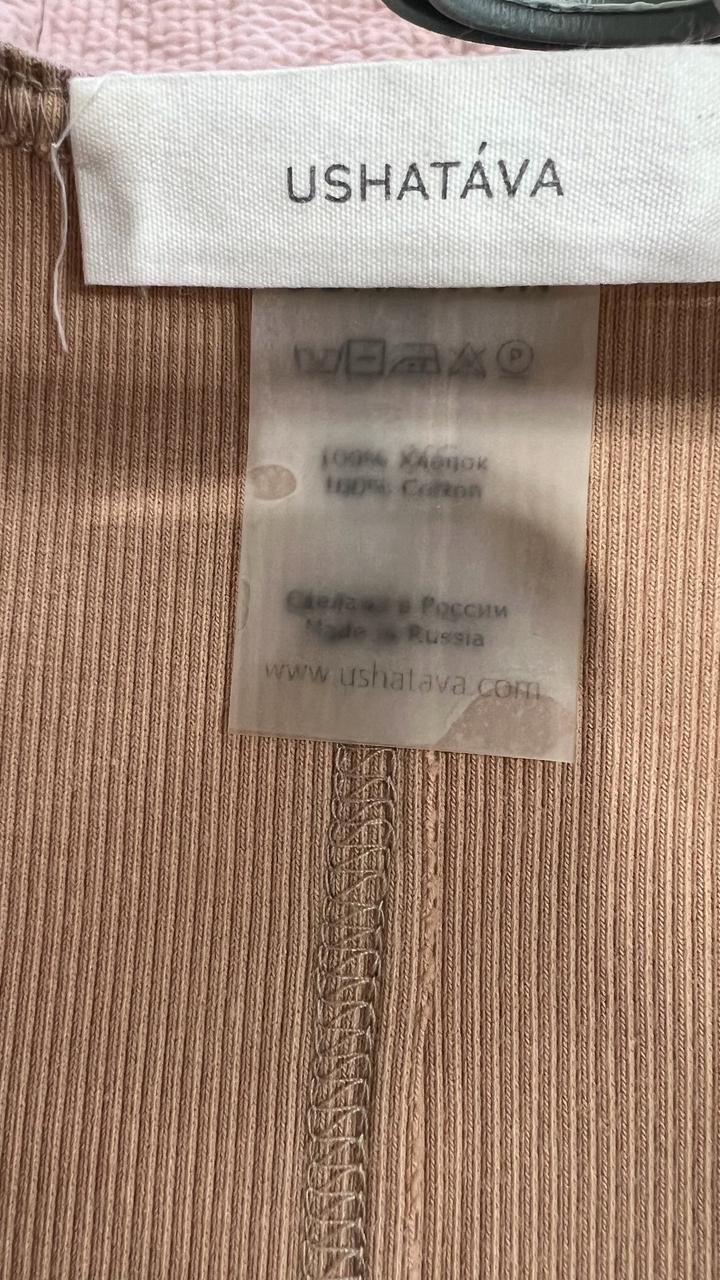 USHATÁVA
P
100% Хлопок
100% Cotton
Сделано в России
Made in Russia
www.ushatava.com